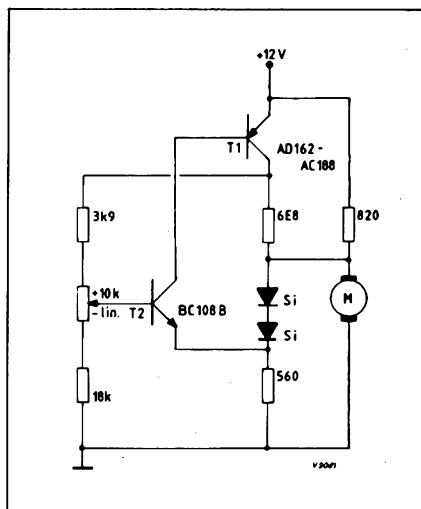 +12V
T1
AD162 -
AC188
3k9
6E8
820
+10k
- lin.
T2
BC108B
Si
Si
M
560
18k